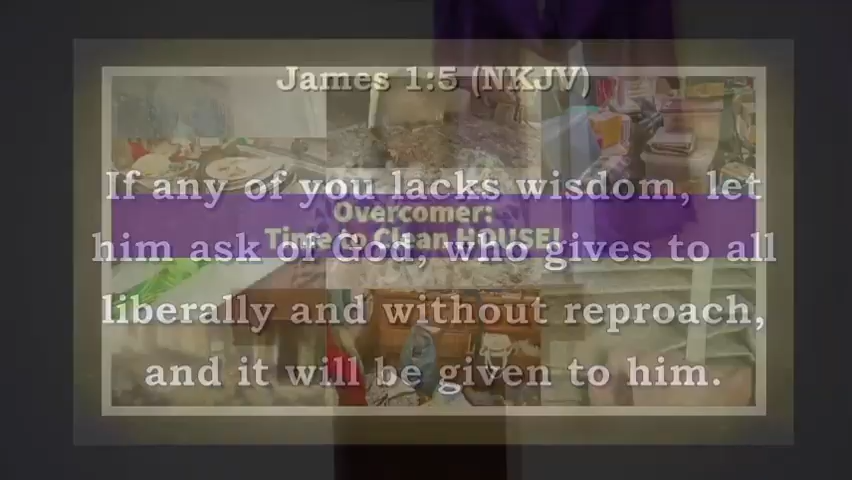 James 1:5 (NKJV)
If any of you lacks wisdom, let
Overcomer:
Time to Clean HOUSE!
him ask of God, who gives to all
liberally and without reproach,
and it will be given to him.